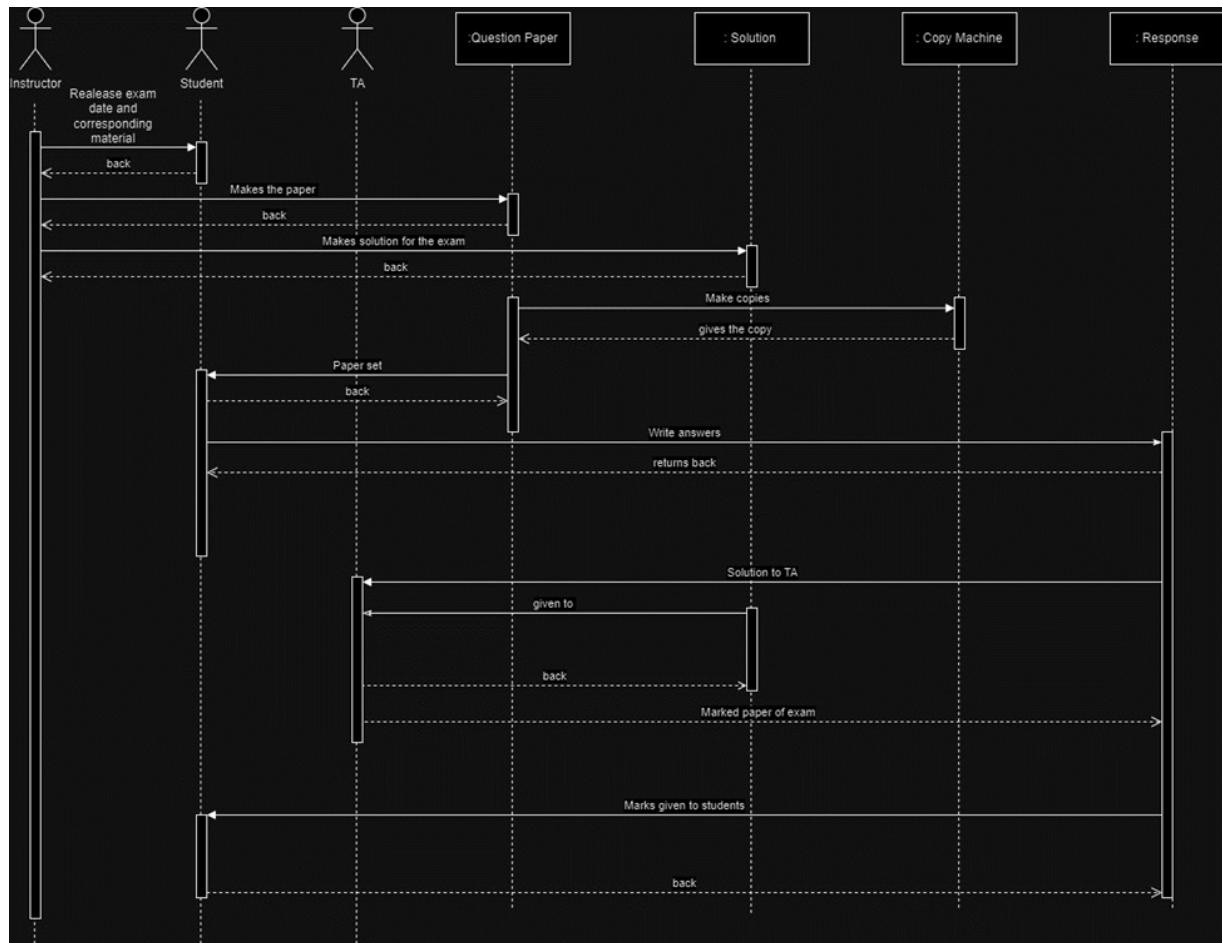 :Question Paper
: Solution
: Copy Machine
: Response
Instructor
Student
TA
Realease exam
date and
corresponding
material
back
Makes the paper
back
Makes solution for the exam
back
Make copies
gives the copy
Paper set
back
Write answers
returns back
Solution to TA
given to
back
Marked paper of exam
Marks given to students
back